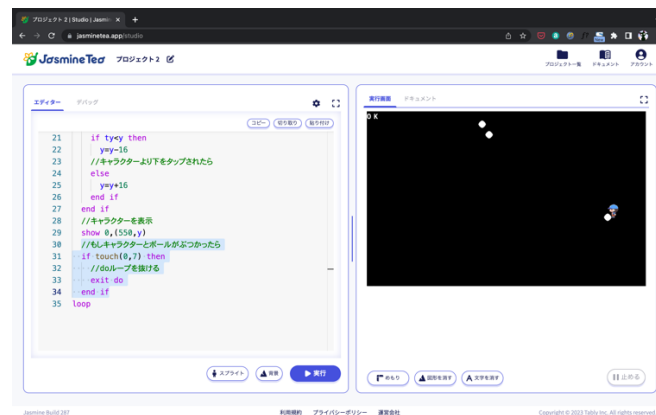 プロジェクト2 | Studio | Jasmin
jasminetea.app/studio
JasmineTea
プロジェクト2
プロジェクト一覧
ドキュメント
アカウント
エディター
デバッグ
コピー
切り取り
貼り付け
21 if ty<y then
22 y=y-16
23 //キャラクターより下をタップされたら
24 else
25 y=y+16
26 end if
27 end if
28 //キャラクターを表示
29 show 0,(550,y)
30 //もしキャラクターとボールがぶつかったら
31 if touch(0,7) then
32 //doループを抜ける
33 exit do
34 end if
35 loop
スプライト
背景
実行
実行画面
ドキュメント
OK
めもり
図形を消す
文字を消す
止める
Jasmine Build 287
利用規約
プライバシーポリシー
運営会社
Copyright © 2023 Tably Inc. All rights reserved.